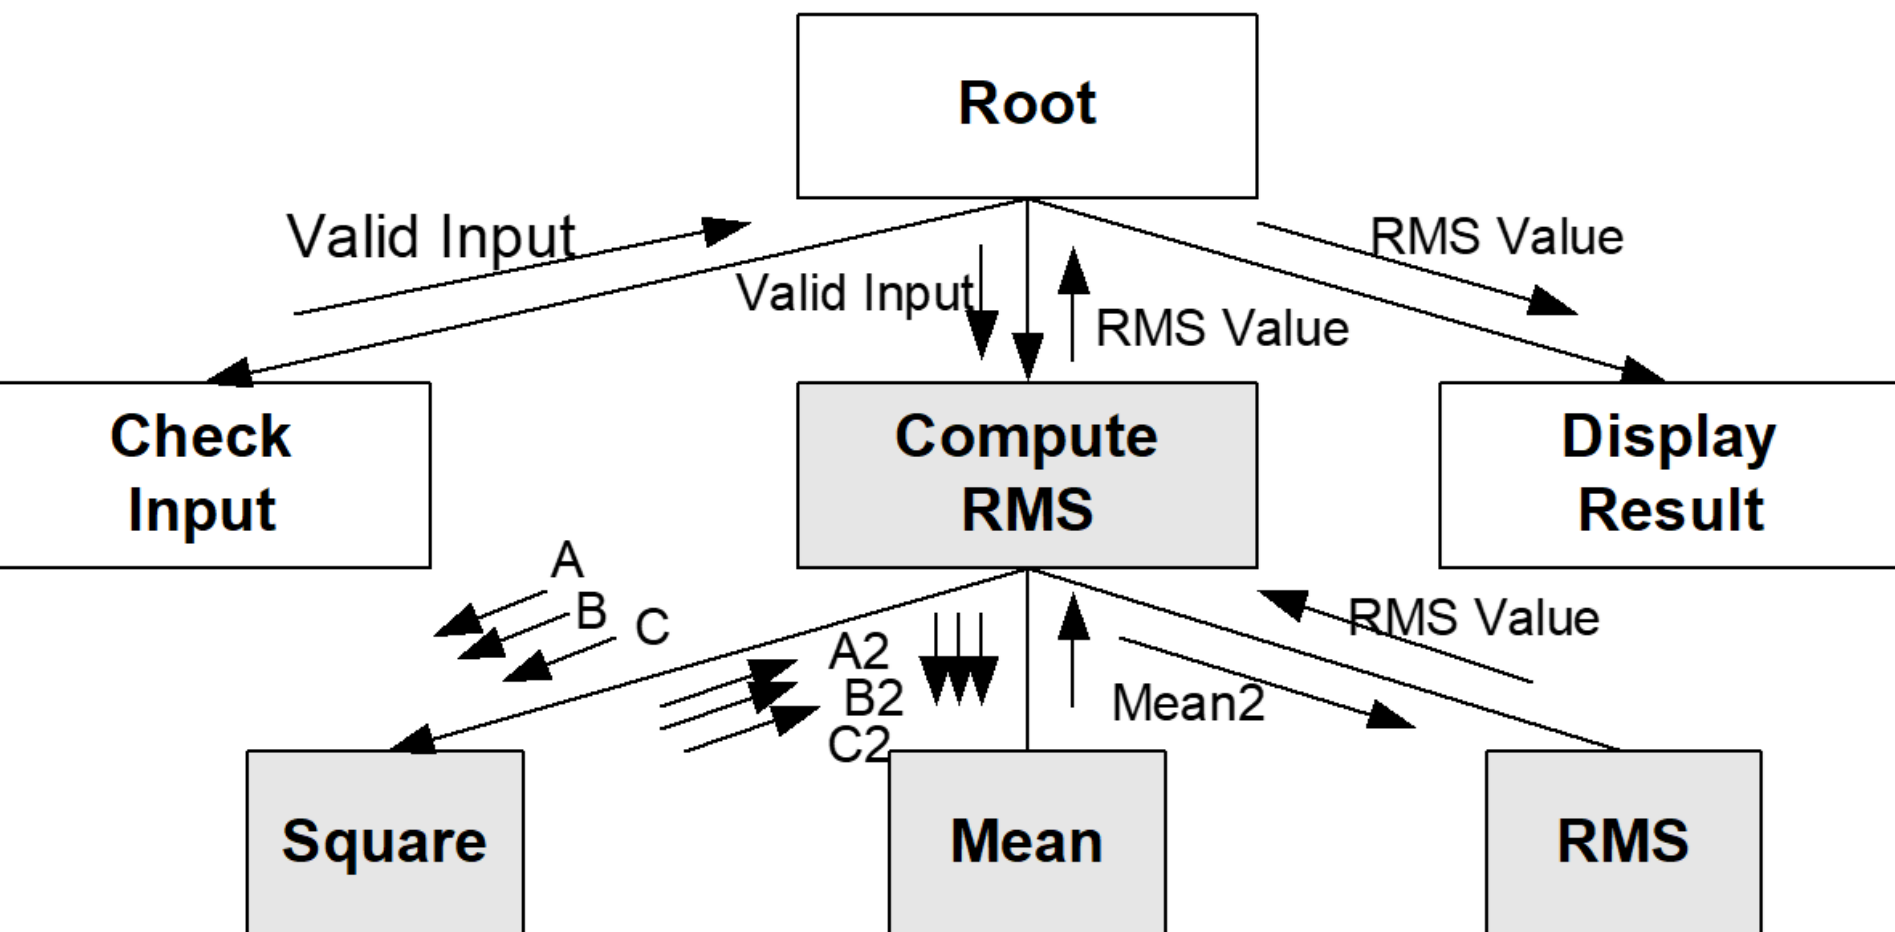 Root
Valid Input
RMS Value
Valid Input
RMS Value
Check
Input
Compute
RMS
Display
Result
A
B
C
RMS Value
A2
B2
C2
Mean2
Square
Mean
RMS